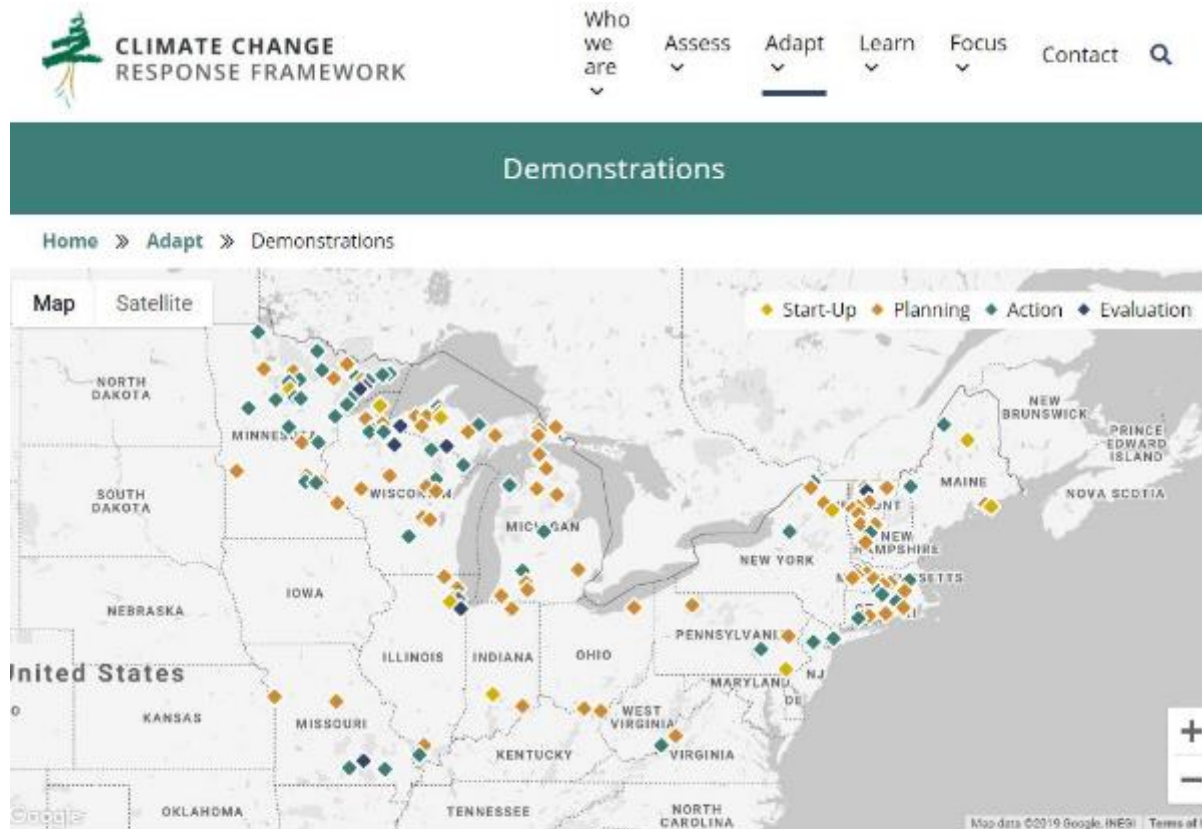 CLIMATE CHANGE
RESPONSE FRAMEWORK
Who
we
are
Assess
Adapt
Learn
Focus
Contact
Demonstrations
Home » Adapt » Demonstrations
Map
Satellite
Start-Up
Planning
Action
Evaluation
NORTH
DAKOTA
NEW
BRUNSWICK
PRINCE
EDWARD
ISLAND
MAINE
NOVA SCOTIA
SOUTH
DAKOTA
NEW
NEW YORK
IOWA
NEBRASKA
ILLINOIS
INDIANA
OHIO
United States
MARYLAND
NJ
DE
KANSAS
MISSOURI
WEST
VIRGINIA
KENTUCKY
VIRGINIA
OKLAHOMA
TENNESSEE
NORTH
CAROLINA
+
−
Google
Map data ©2019 Google, INEGI
Terms of